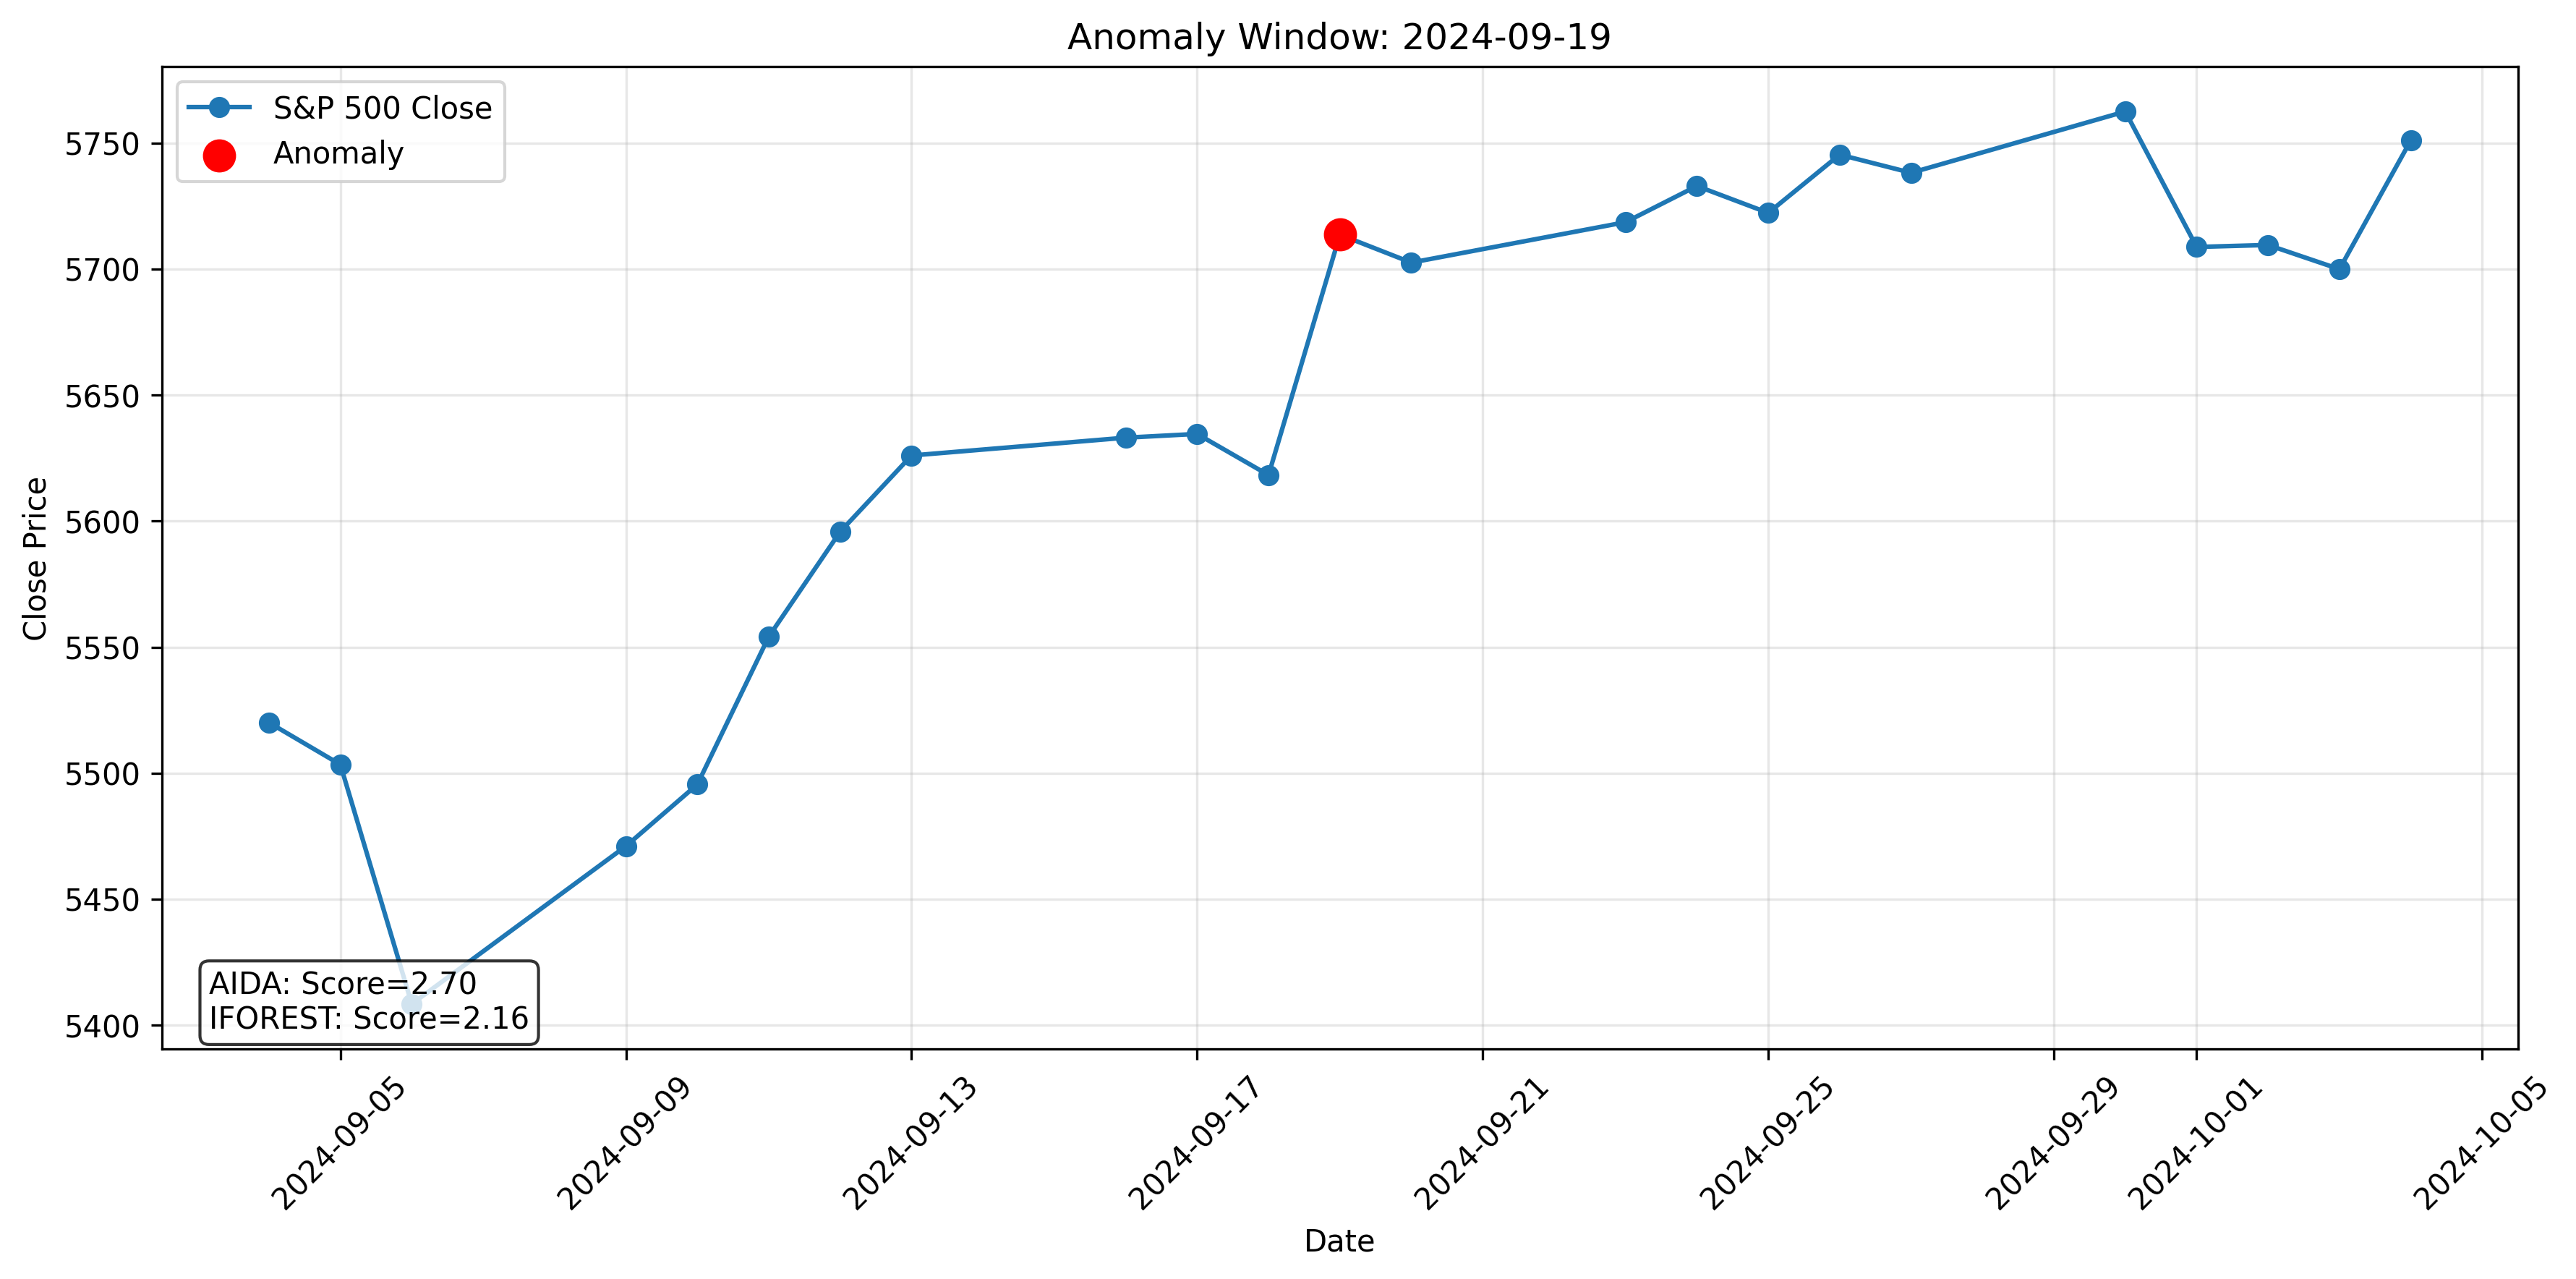 Anomaly Window: 2024-09-19
S&P 500 Close
Anomaly
5750
5700
5650
5600
5550
5500
5450
5400
Close Price
AIDA: Score=2.70
IFOREST: Score=2.16
2024-09-05
2024-09-09
2024-09-13
2024-09-17
2024-09-21
2024-09-25
2024-09-29
2024-10-01
2024-10-05
Date